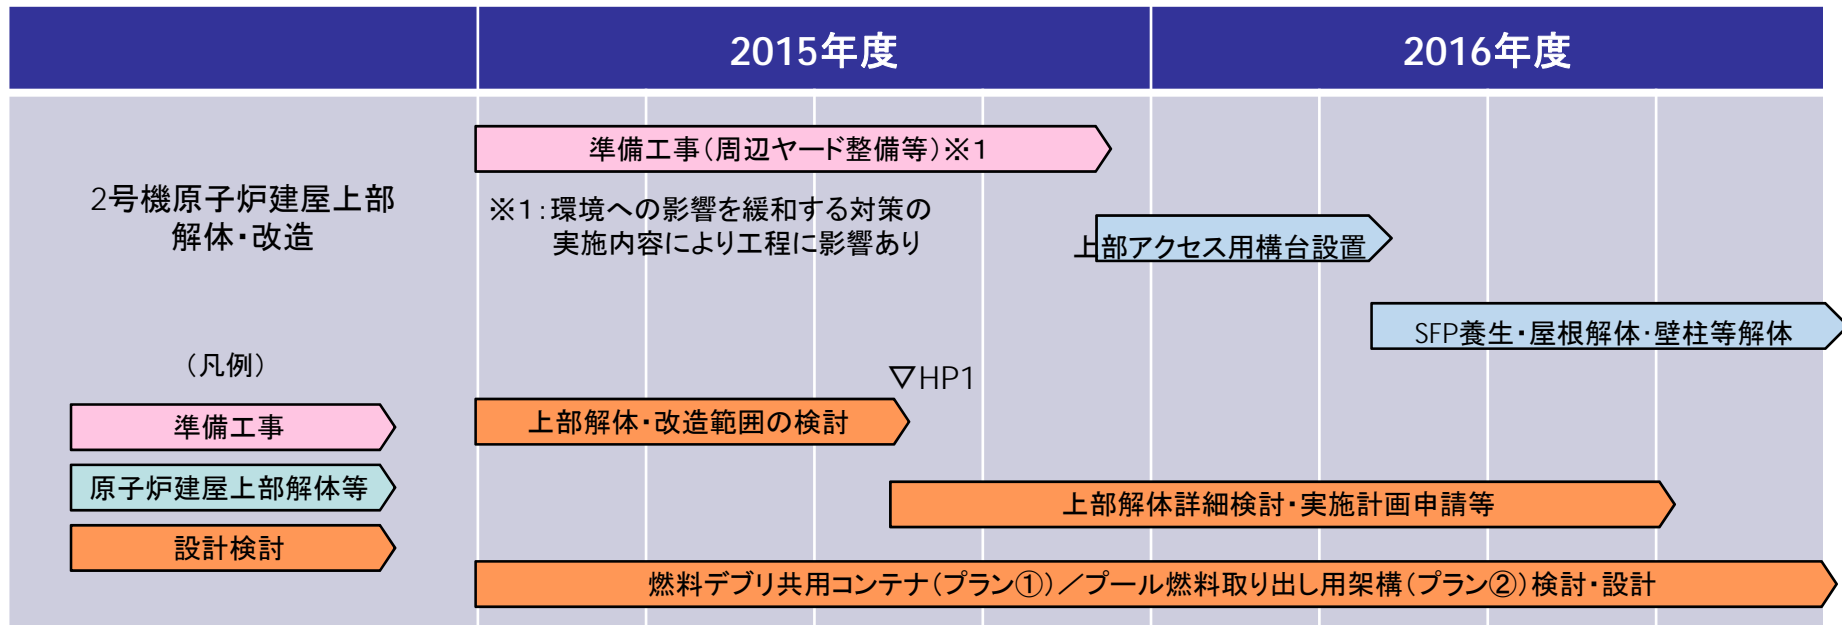 2015年度
2016年度
準備工事(周辺ヤード整備等)※1
2号機原子炉建屋上部
解体・改造
※1:環境への影響を緩和する対策の
実施内容により工程に影響あり
上部アクセス用構台設置
SFP養生・屋根解体・壁柱等解体
(凡例)
準備工事
原子炉建屋上部解体等
設計検討
▽HP1
上部解体・改造範囲の検討
上部解体詳細検討・実施計画申請等
燃料デブリ共用コンテナ(プラン①)/プール燃料取り出し用架構(プラン②)検討・設計